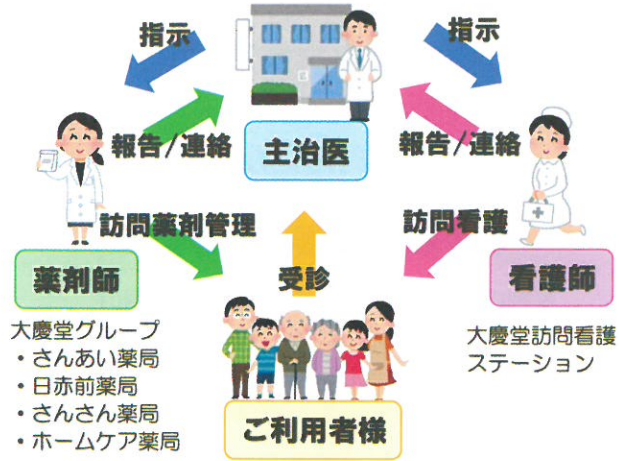 指示
指示
報告/連絡
主治医
報告/連絡
訪問薬剤管理
訪問看護
薬剤師
受診
看護師
大慶堂グループ
・さんあい薬局
・日赤前薬局
・さんさん薬局
・ホームケア薬局
大慶堂訪問看護
ステーション
ご利用者様